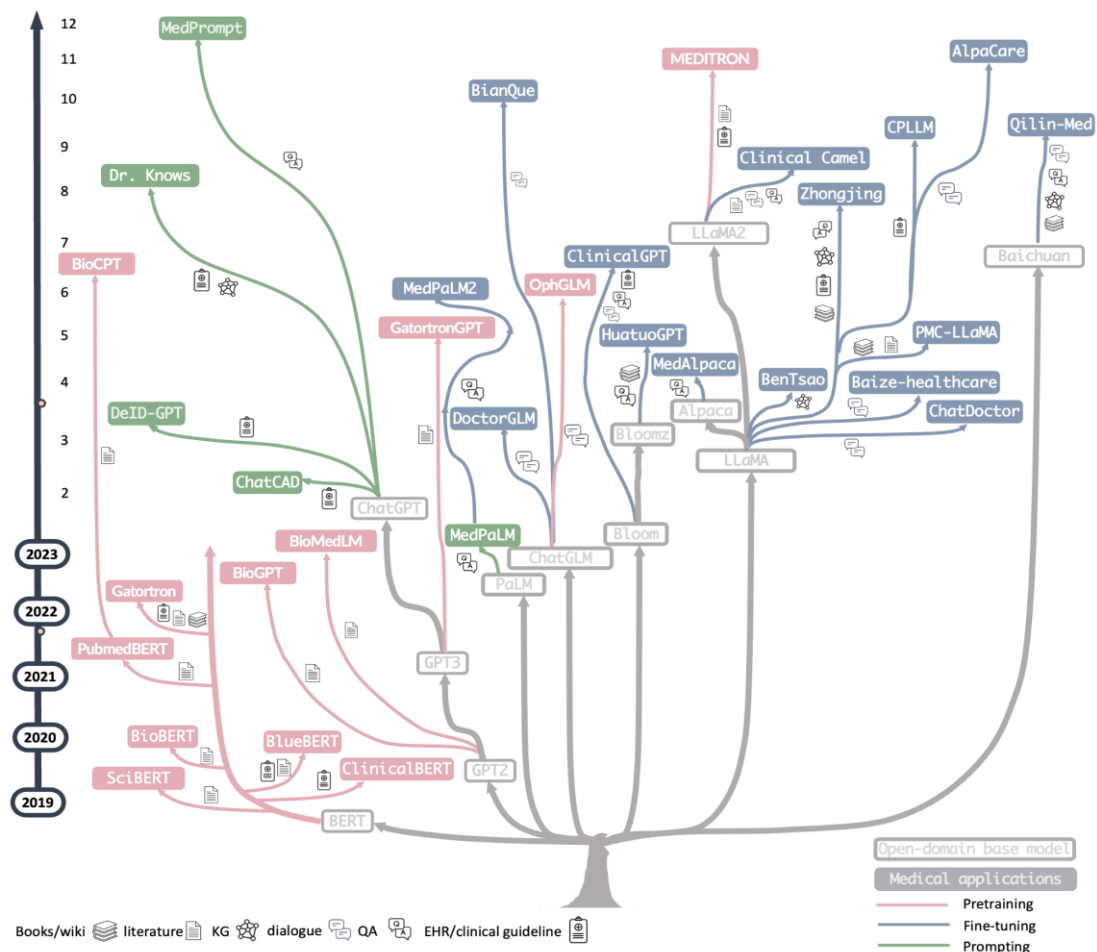 12
MedPrompt
11
AlpaCare
MEDITRON
10
BianQue
9
CPLLM
Qilin-Med
Clinical Camel
8
Dr. Knows
Zhongjing
7
LLaMA2
BioCPT
ClinicalGPT
Baichuan
6
MedPaLM2
OphGLM
5
GatortronGPT
HuatuoGPT
PMC-LLaMA
4
MedAlpaca
BenTsao
Baize-healthcare
DeID-GPT
DoctorGLM
Alpaca
ChatDoctor
3
Bloomz
LLaMA
2
ChatCAD
ChatGPT
2023
BioMedLM
MedPaLM
Bloom
ChatGLM
BioGPT
PaLM
Gatortron
2022
PubmedBERT
GPT3
2021
2020
BioBERT
BlueBERT
SciBERT
ClinicalBERT
GPT2
2019
BERT
Open-domain base model
Medical applications
Pretraining
Fine-tuning
Prompting
Books/wiki literature KG dialogue QA EHR/clinical guideline